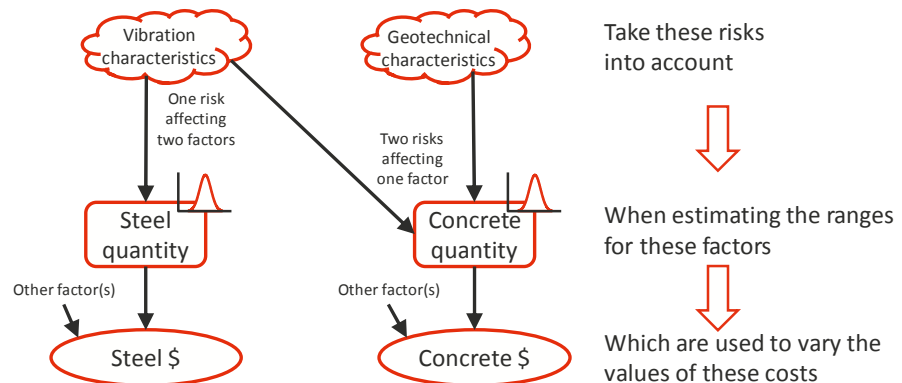 Vibration
characteristics
Geotechnical
characteristics
Take these risks
into account
One risk
affecting
two factors
Two risks
affecting
one factor
Steel
quantity
Concrete
quantity
When estimating the ranges
for these factors
Other factor(s)
Other factor(s)
Steel $
Concrete $
Which are used to vary the
values of these costs